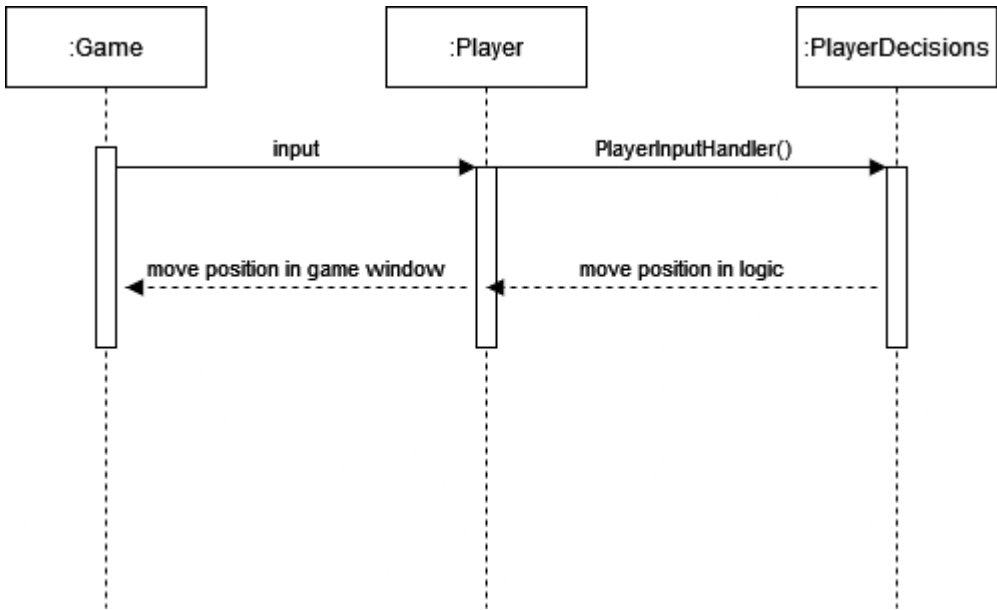 :Game
:Player
:PlayerDecisions
input
PlayerInputHandler()
move position in game window
move position in logic